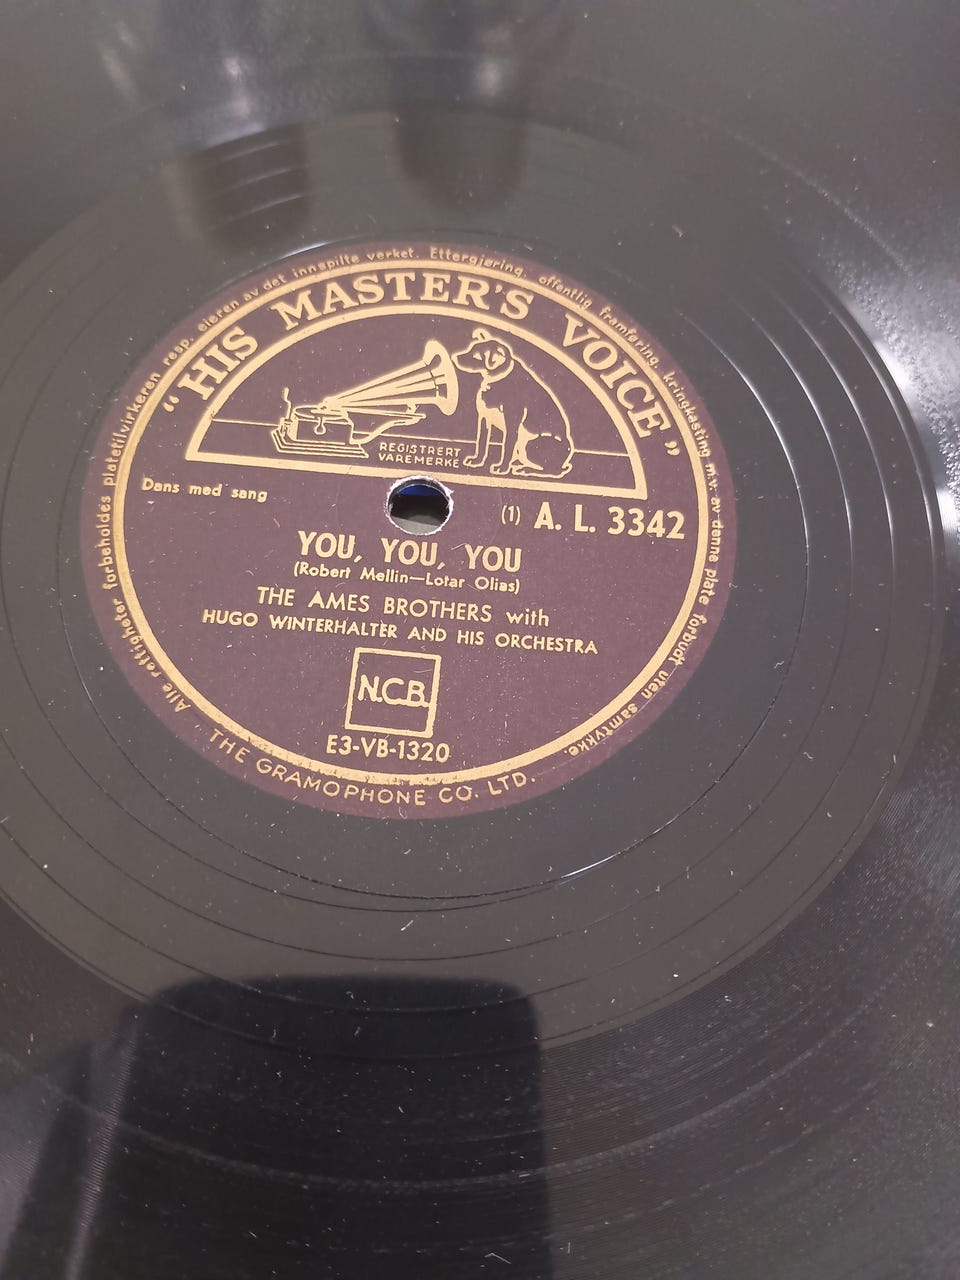 Alle rettigheter forbeholdes platetilvirkeren resp. eieren av det innspilte verket. Ettergjøring, offentlig framføring, kringkasting m.v. av denne plate forbudt uten samtykke.
“HIS MASTER'S VOICE”
REGISTRERT
VAREMERKE
Dans med sang
(1) A. L. 3342
YOU, YOU, YOU
(Robert Mellin—Lotar Olias)
THE AMES BROTHERS with
HUGO WINTERHALTER AND HIS ORCHESTRA
N.C.B.
E3-VB-1320
THE GRAMOPHONE CO. LTD.